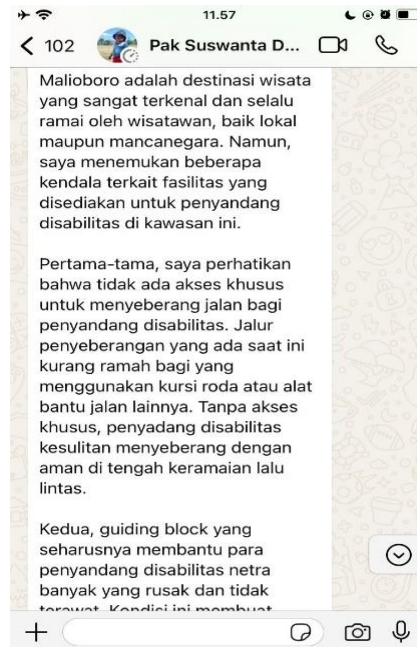 11.57
102
Pak Suswanta D...
Malioboro adalah destinasi wisata
yang sangat terkenal dan selalu
ramai oleh wisatawan, baik lokal
maupun mancanegara. Namun,
saya menemukan beberapa
kendala terkait fasilitas yang
disediakan untuk penyandang
disabilitas di kawasan ini.
Pertama-tama, saya perhatikan
bahwa tidak ada akses khusus
untuk menyeberang jalan bagi
penyandang disabilitas. Jalur
penyeberangan yang ada saat ini
kurang ramah bagi yang
menggunakan kursi roda atau alat
bantu jalan lainnya. Tanpa akses
khusus, penyadang disabilitas
kesulitan menyeberang dengan
aman di tengah keramaian lalu
lintas.
Kedua, guiding block yang
seharusnya membantu para
penyandang disabilitas netra
banyak yang rusak dan tidak
terawat. Kondisi ini membuat